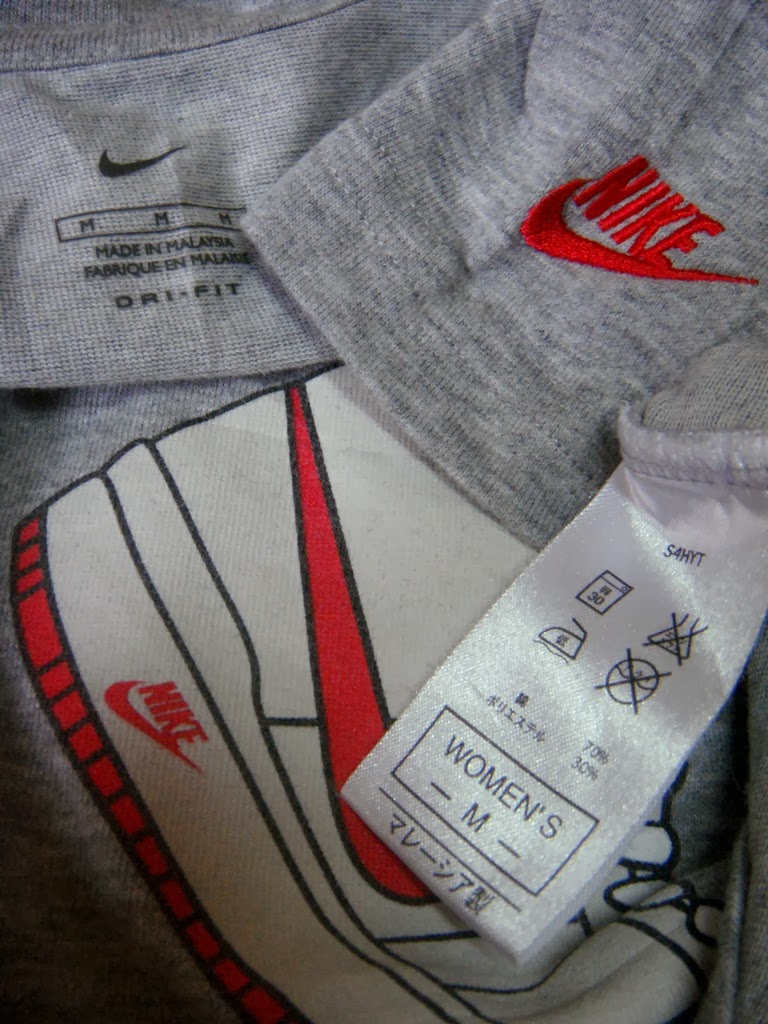 M M M
MADE IN MALAYSIA
FABRIQUE EN MALAISIE
DRI-FIT
NIKE
S4HYT
30
低
綿 70%
ポリエステル 30%
WOMEN'S
— M —
マレーシア製
NIKE